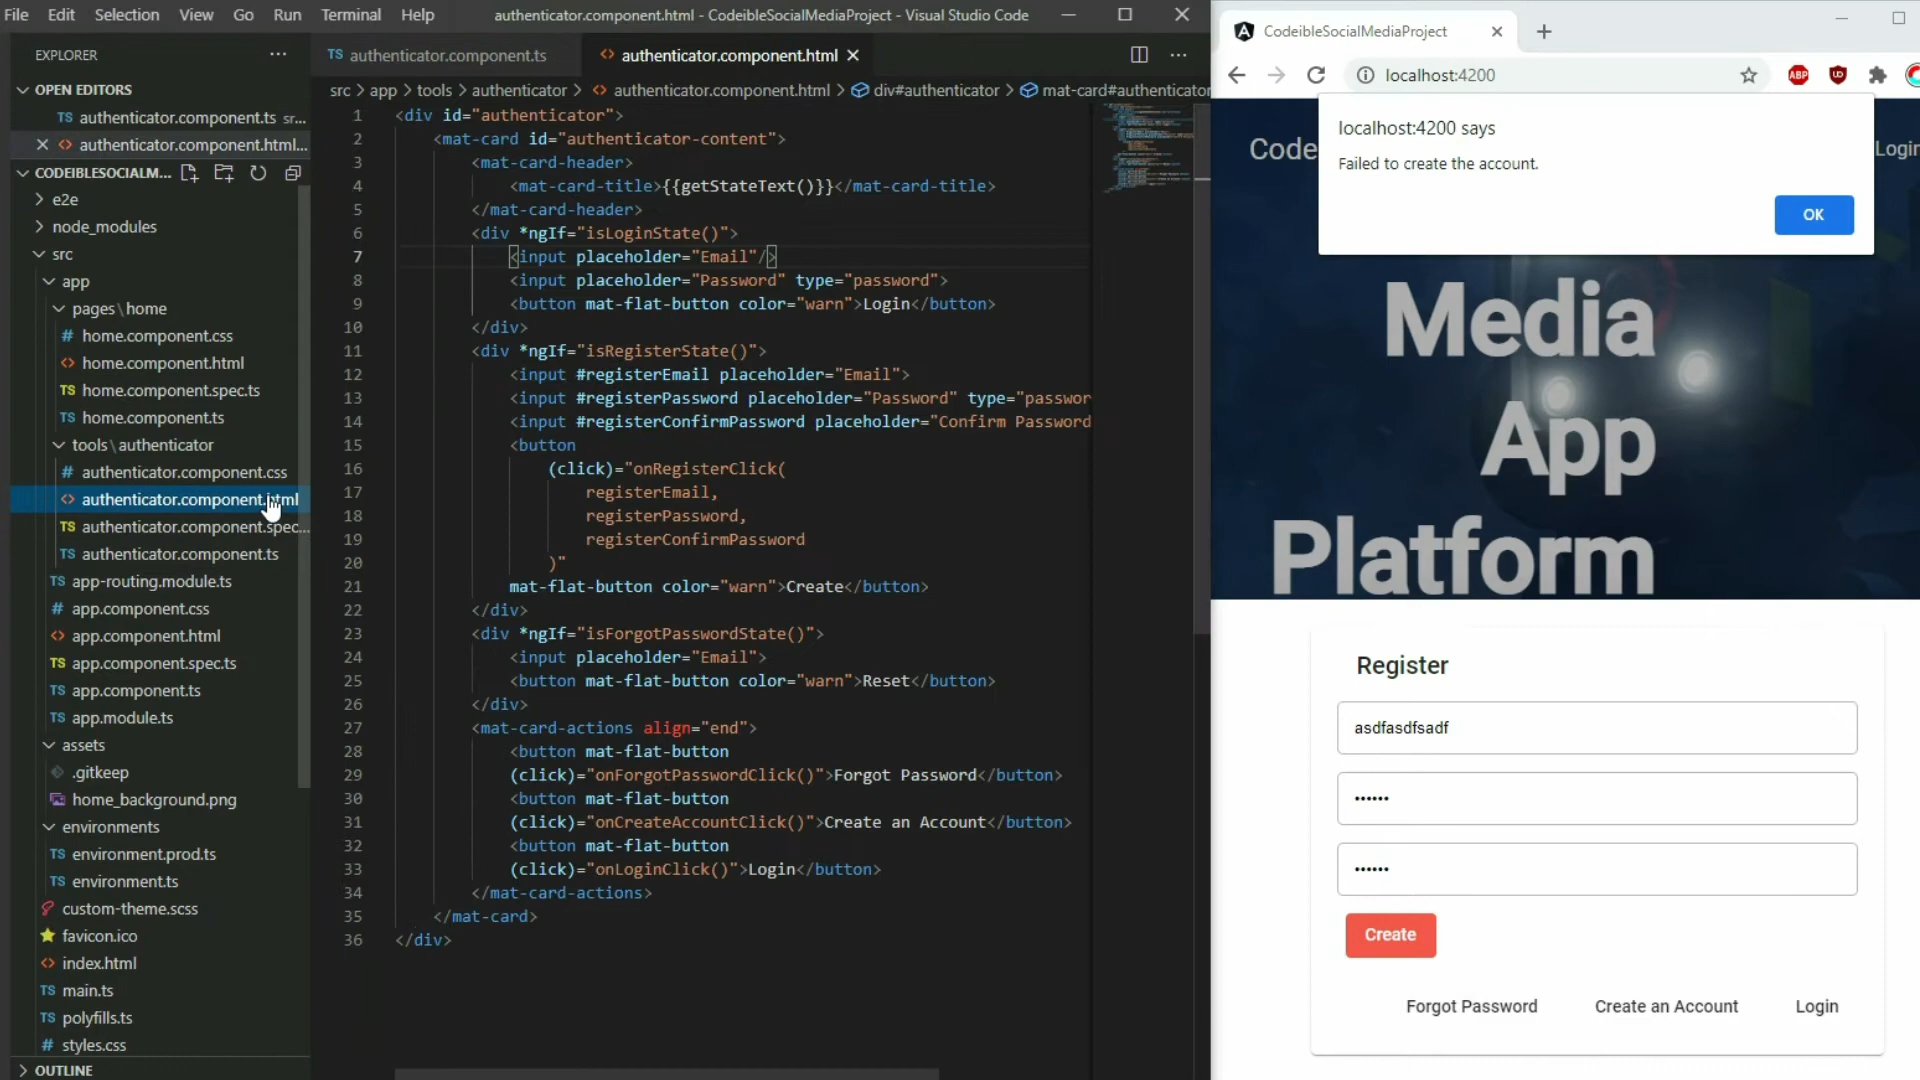 File Edit Selection View Go Run Terminal Help authenticator.component.html - CodeibleSocialMediaProject - Visual Studio Code
EXPLORER
OPEN EDITORS
TS authenticator.component.ts sr...
authenticator.component.html...
CODEIBLESOCIALM...
e2e
node_modules
src
app
pages\home
# home.component.css
home.component.html
TS home.component.spec.ts
TS home.component.ts
tools\authenticator
# authenticator.component.css
authenticator.component.html
TS authenticator.component.spec...
TS authenticator.component.ts
TS app-routing.module.ts
# app.component.css
app.component.html
TS app.component.spec.ts
TS app.component.ts
TS app.module.ts
assets
.gitkeep
home_background.png
environments
TS environment.prod.ts
TS environment.ts
custom-theme.scss
favicon.ico
index.html
TS main.ts
TS polyfills.ts
# styles.css
OUTLINE
TS authenticator.component.ts <> authenticator.component.html
src > app > tools > authenticator > <> authenticator.component.html > div#authenticator > mat-card#authenticator
1 <div id="authenticator">
2 <mat-card id="authenticator-content">
3 <mat-card-header>
4 <mat-card-title>{{getStateText()}}</mat-card-title>
5 </mat-card-header>
6 <div *ngIf="isLoginState()">
7 <input placeholder="Email"/>
8 <input placeholder="Password" type="password">
9 <button mat-flat-button color="warn">Login</button>
10 </div>
11 <div *ngIf="isRegisterState()">
12 <input #registerEmail placeholder="Email">
13 <input #registerPassword placeholder="Password" type="passwor
14 <input #registerConfirmPassword placeholder="Confirm Password
15 <button
16 (click)="onRegisterClick(
17 registerEmail,
18 registerPassword,
19 registerConfirmPassword
20 )"
21 mat-flat-button color="warn">Create</button>
22 </div>
23 <div *ngIf="isForgotPasswordState()">
24 <input placeholder="Email">
25 <button mat-flat-button color="warn">Reset</button>
26 </div>
27 <mat-card-actions align="end">
28 <button mat-flat-button
29 (click)="onForgotPasswordClick()">Forgot Password</button>
30 <button mat-flat-button
31 (click)="onCreateAccountClick()">Create an Account</button>
32 <button mat-flat-button
33 (click)="onLoginClick()">Login</button>
34 </mat-card-actions>
35 </mat-card>
36 </div>
CodeibleSocialMediaProject
localhost:4200
ABP
Code
Login
localhost:4200 says
Failed to create the account.
OK
Media
App
Platform
Register
asdfasdfsadf
••••••
••••••
Create
Forgot Password Create an Account Login